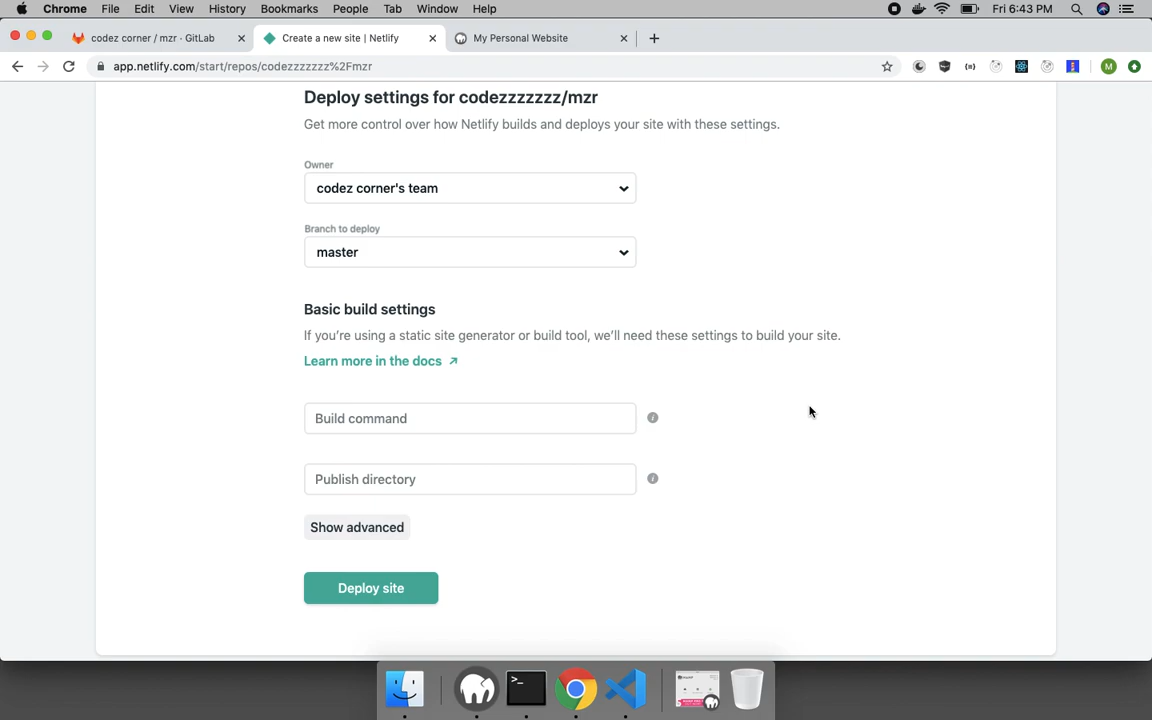 Chrome File Edit View History Bookmarks People Tab Window Help Fri 6:43 PM
codez corner / mzr · GitLab Create a new site | Netlify My Personal Website
app.netlify.com/start/repos/codezzzzzzz%2Fmzr M
Deploy settings for codezzzzzzz/mzr
Get more control over how Netlify builds and deploys your site with these settings.
Owner
codez corner's team
Branch to deploy
master
Basic build settings
If you're using a static site generator or build tool, we'll need these settings to build your site.
Learn more in the docs
Build command
Publish directory
Show advanced
Deploy site